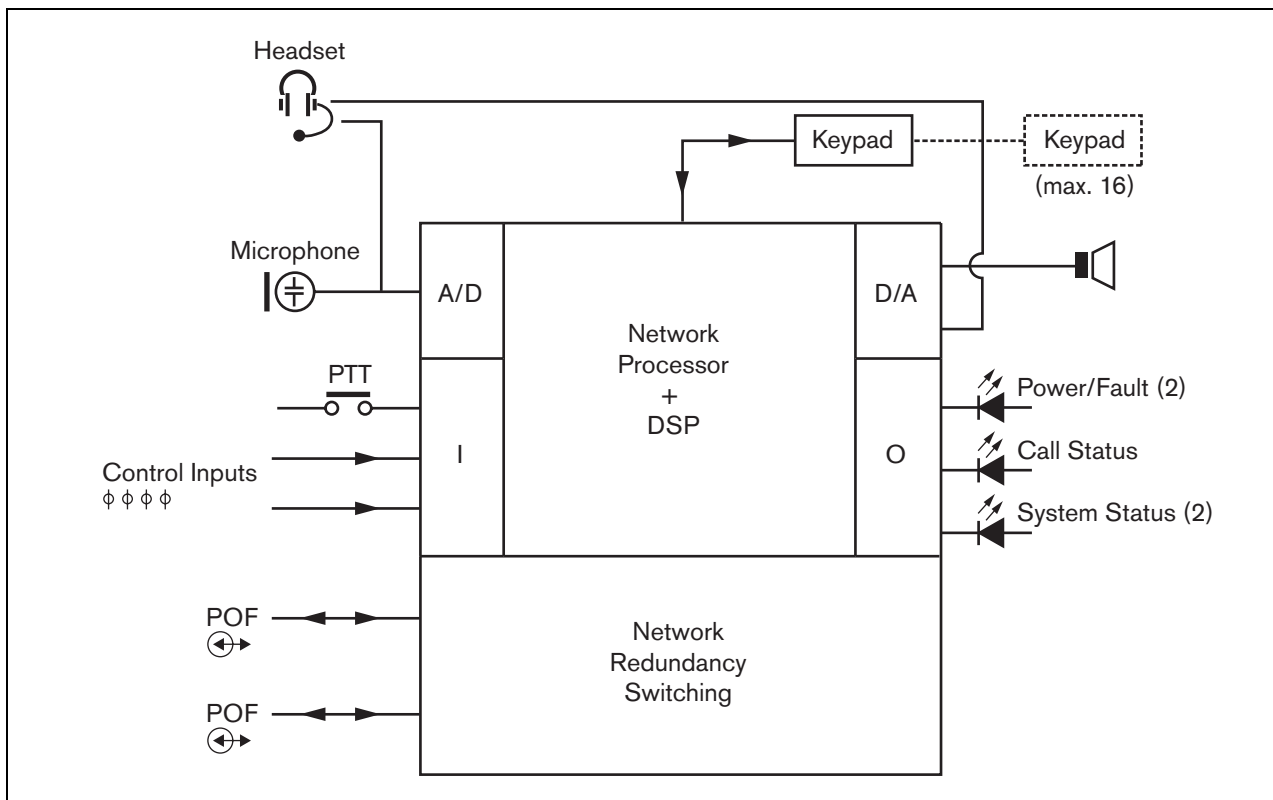 Headset
Keypad
Keypad
(max. 16)
Microphone
A/D
D/A
Network
Processor
+
DSP
PTT
Power/Fault (2)
I
O
Call Status
Control Inputs
System Status (2)
POF
Network
Redundancy
Switching
POF